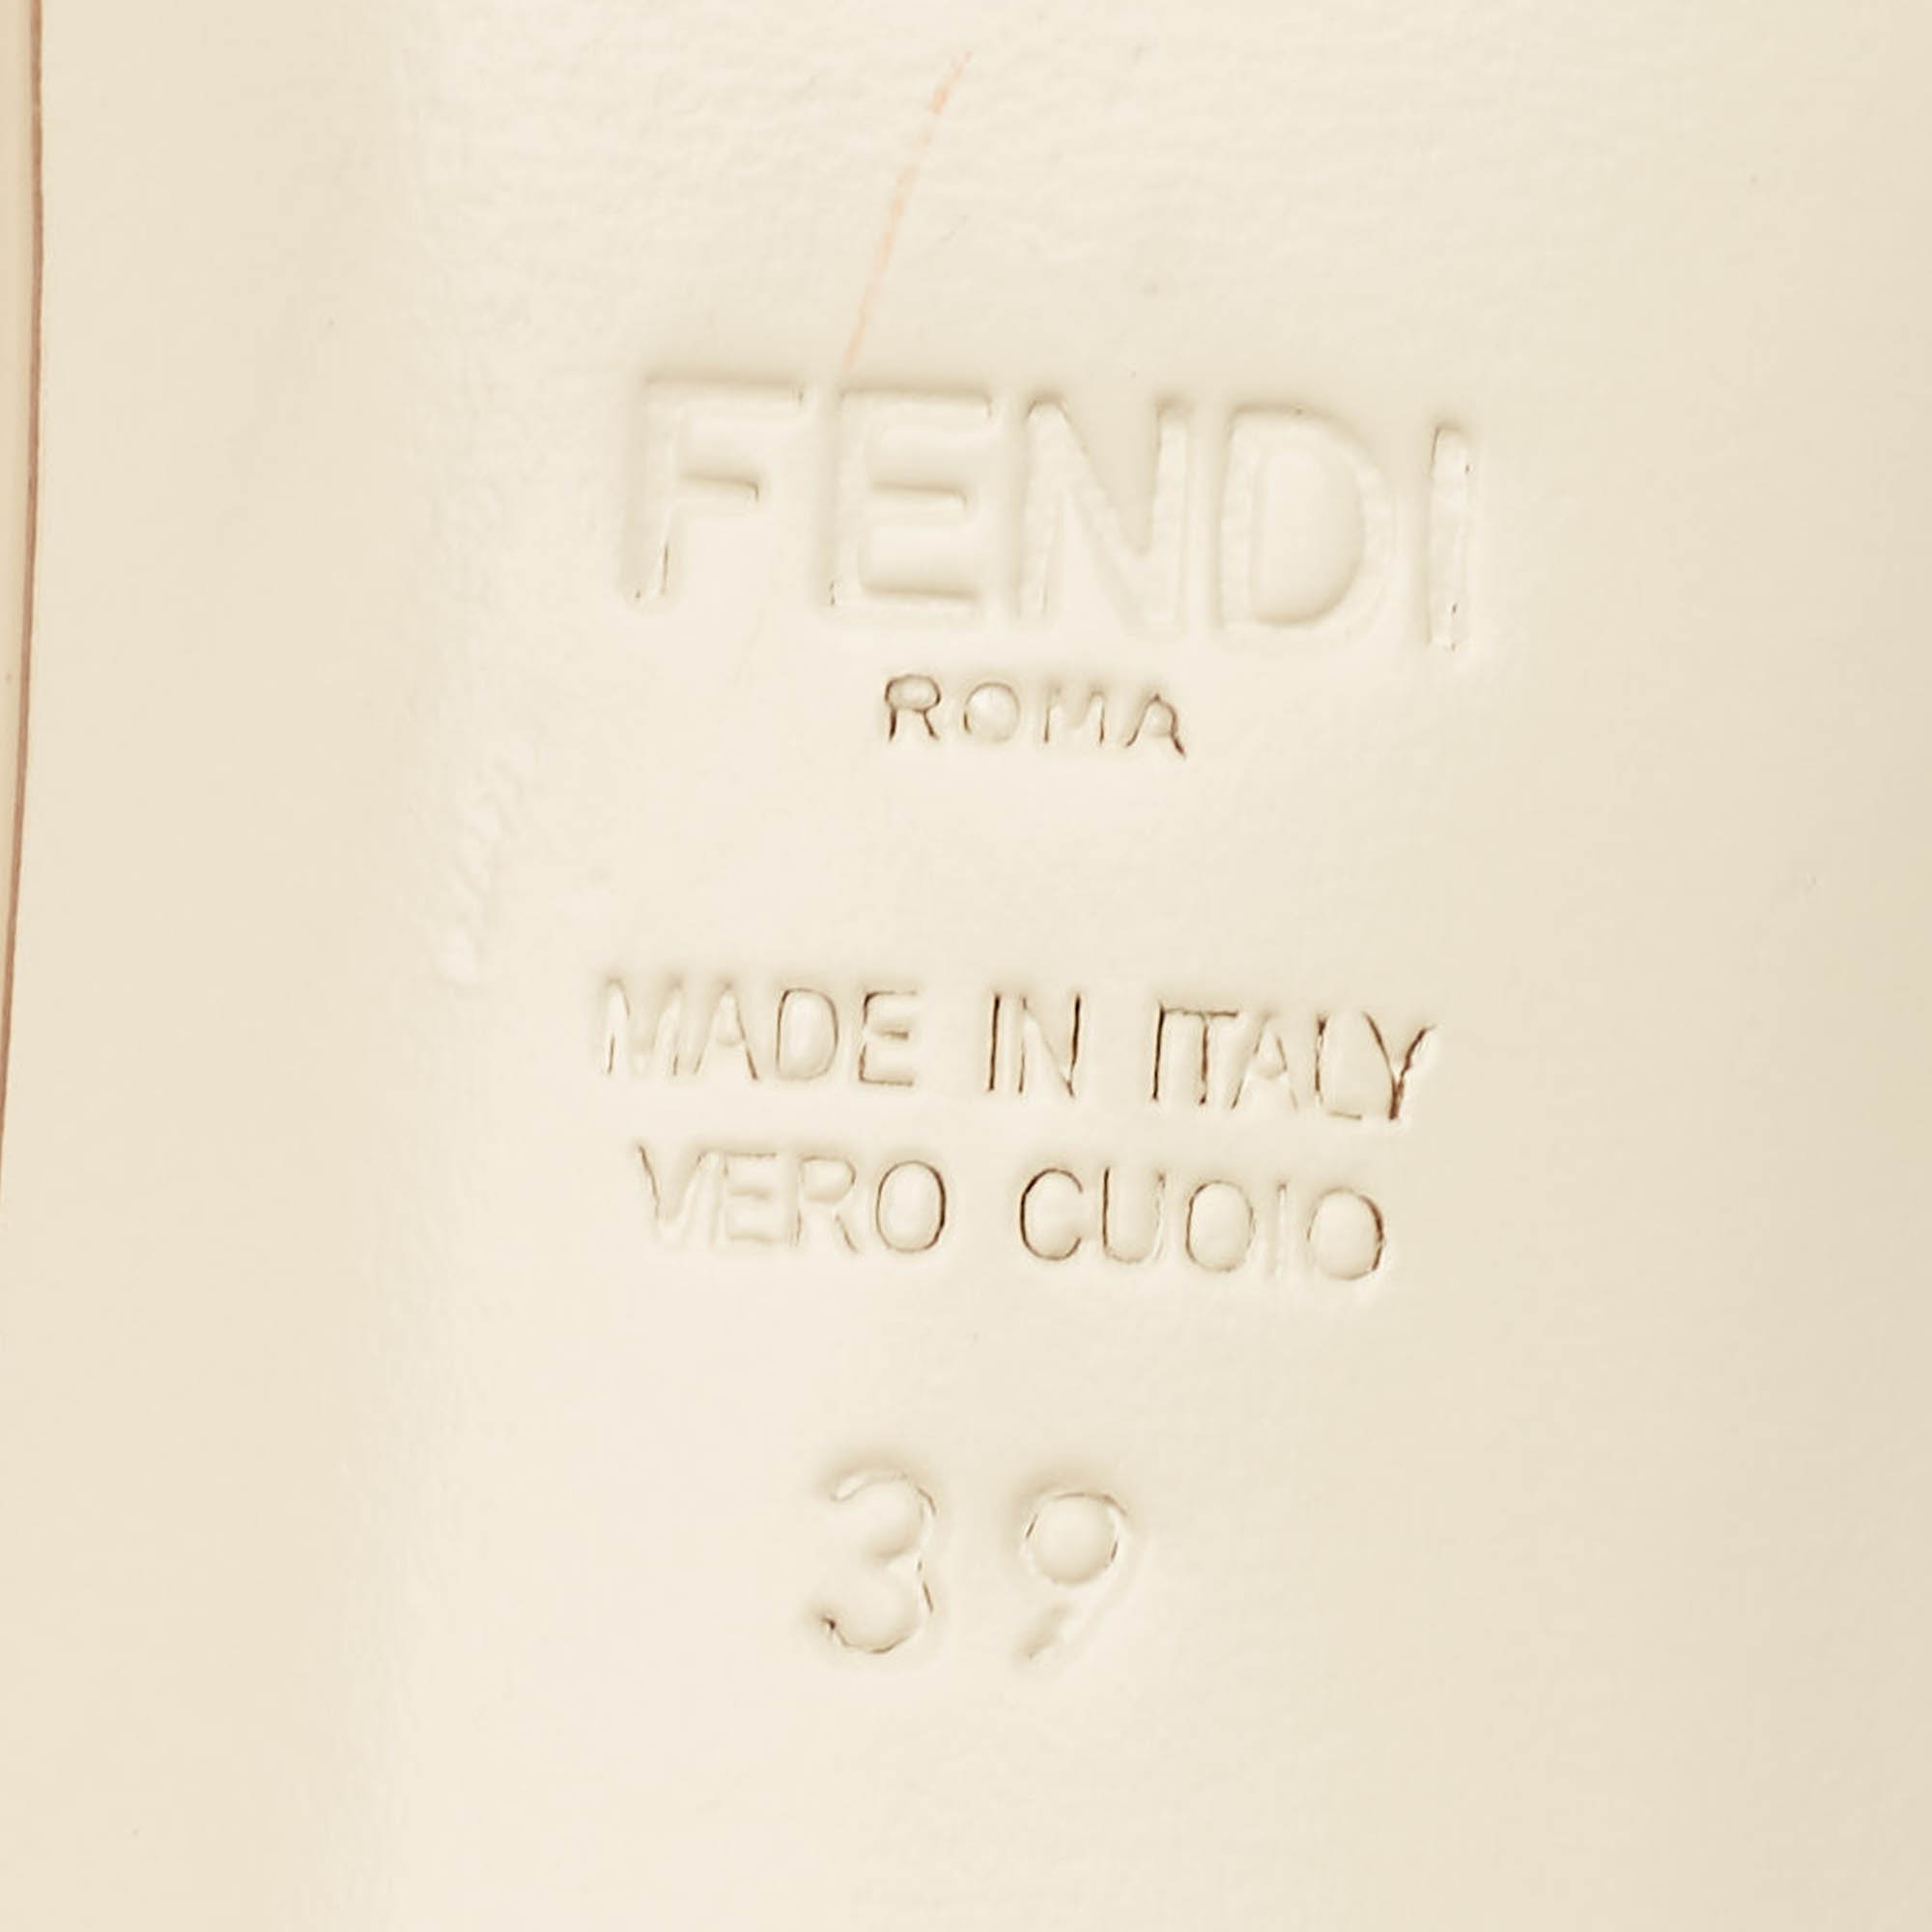 FENDI
ROMA
MADE IN ITALY
VERO CUOIO
39